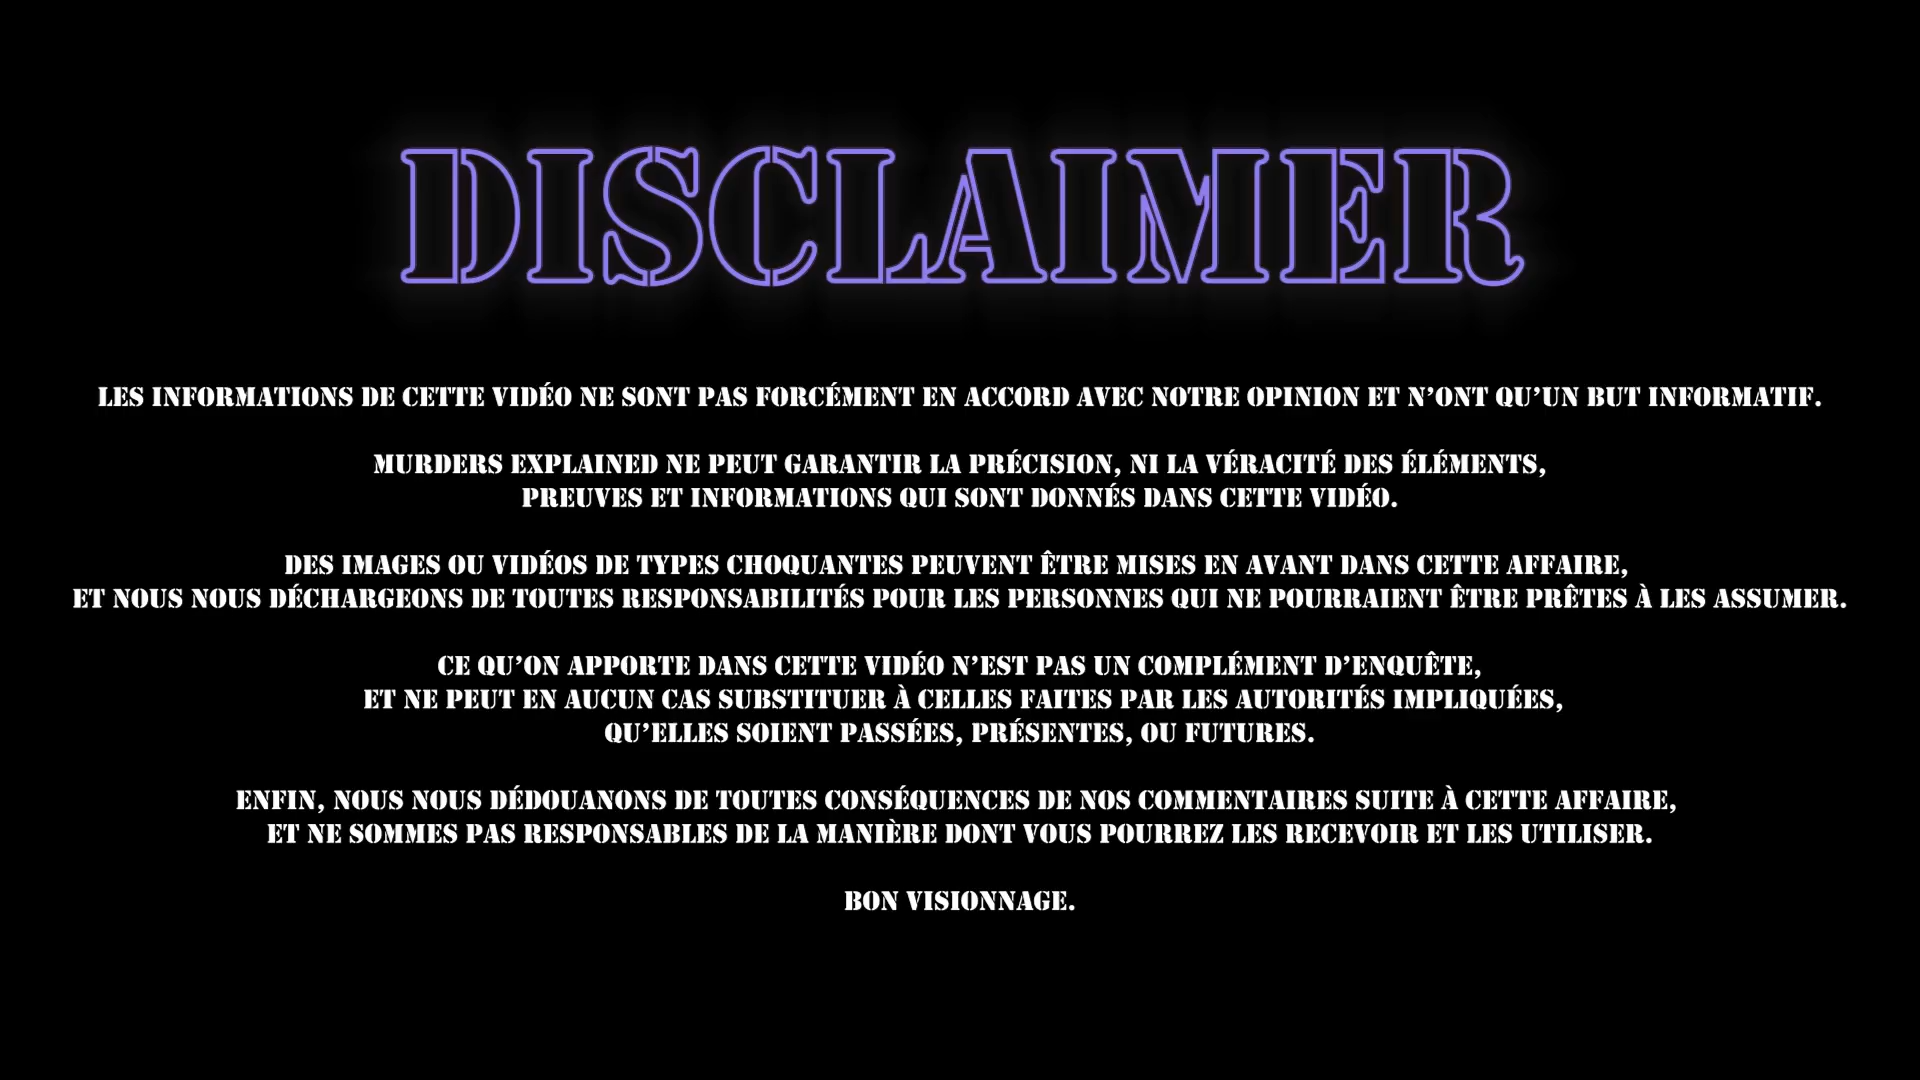 DISCLAIMER
LES INFORMATIONS DE CETTE VIDÉO NE SONT PAS FORCÉMENT EN ACCORD AVEC NOTRE OPINION ET N’ONT QU’UN BUT INFORMATIF.
MURDERS EXPLAINED NE PEUT GARANTIR LA PRÉCISION, NI LA VÉRACITÉ DES ÉLÉMENTS,
PREUVES ET INFORMATIONS QUI SONT DONNÉS DANS CETTE VIDÉO.
DES IMAGES OU VIDÉOS DE TYPES CHOQUANTES PEUVENT ÊTRE MISES EN AVANT DANS CETTE AFFAIRE,
ET NOUS NOUS DÉCHARGEONS DE TOUTES RESPONSABILITÉS POUR LES PERSONNES QUI NE POURRAIENT ÊTRE PRÊTES À LES ASSUMER.
CE QU’ON APPORTE DANS CETTE VIDÉO N’EST PAS UN COMPLÉMENT D’ENQUÊTE,
ET NE PEUT EN AUCUN CAS SUBSTITUER À CELLES FAITES PAR LES AUTORITÉS IMPLIQUÉES,
QU’ELLES SOIENT PASSÉES, PRÉSENTES, OU FUTURES.
ENFIN, NOUS NOUS DÉDOUANONS DE TOUTES CONSÉQUENCES DE NOS COMMENTAIRES SUITE À CETTE AFFAIRE,
ET NE SOMMES PAS RESPONSABLES DE LA MANIÈRE DONT VOUS POURREZ LES RECEVOIR ET LES UTILISER.
BON VISIONNAGE.